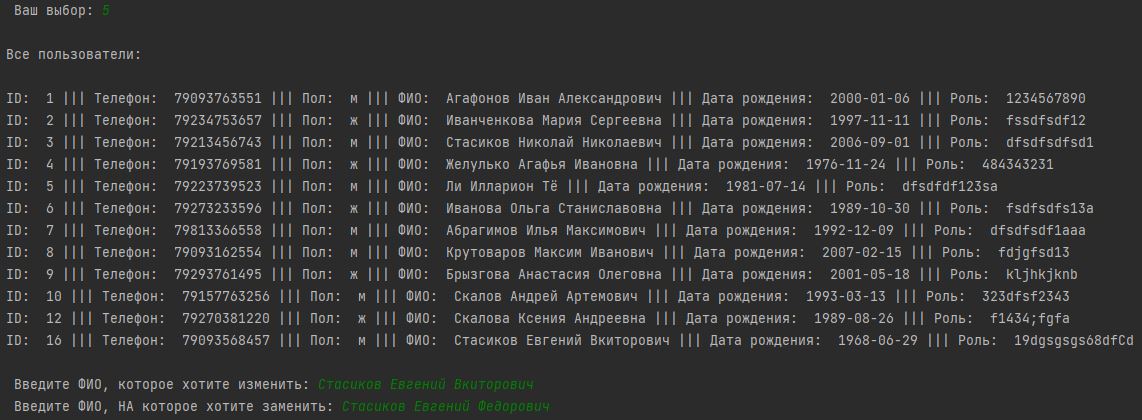 Ваш выбор: 5
Все пользователи:
ID:  1 ||| Телефон:  79093763551 ||| Пол:  м ||| ФИО:  Агафонов Иван Александрович ||| Дата рождения:  2000-01-06 ||| Роль:  1234567890
ID:  2 ||| Телефон:  79234753657 ||| Пол:  ж ||| ФИО:  Иванченкова Мария Сергеевна ||| Дата рождения:  1997-11-11 ||| Роль:  fssdfsdf12
ID:  3 ||| Телефон:  79213456743 ||| Пол:  м ||| ФИО:  Стасиков Николай Николаевич ||| Дата рождения:  2006-09-01 ||| Роль:  dfsdfsdfsd1
ID:  4 ||| Телефон:  79193769581 ||| Пол:  ж ||| ФИО:  Желулько Агафья Ивановна ||| Дата рождения:  1976-11-24 ||| Роль:  484343231
ID:  5 ||| Телефон:  79223739523 ||| Пол:  м ||| ФИО:  Ли Илларион Тё ||| Дата рождения:  1981-07-14 ||| Роль:  dfsdfdf123sa
ID:  6 ||| Телефон:  79273233596 ||| Пол:  ж ||| ФИО:  Иванова Ольга Станиславовна ||| Дата рождения:  1989-10-30 ||| Роль:  fsdfsdfs13a
ID:  7 ||| Телефон:  79813366558 ||| Пол:  м ||| ФИО:  Абрагимов Илья Максимович ||| Дата рождения:  1992-12-09 ||| Роль:  dfsdfsdf1aaa
ID:  8 ||| Телефон:  79093162554 ||| Пол:  м ||| ФИО:  Крутоваров Максим Иванович ||| Дата рождения:  2007-02-15 ||| Роль:  fdjgfsd13
ID:  9 ||| Телефон:  79293761495 ||| Пол:  ж ||| ФИО:  Брызгова Анастасия Олеговна ||| Дата рождения:  2001-05-18 ||| Роль:  kljhkjknb
ID:  10 ||| Телефон:  79157763256 ||| Пол:  м ||| ФИО:  Скалов Андрей Артемович ||| Дата рождения:  1993-03-13 ||| Роль:  323dfsf2343
ID:  12 ||| Телефон:  79270381220 ||| Пол:  ж ||| ФИО:  Скалова Ксения Андреевна ||| Дата рождения:  1989-08-26 ||| Роль:  f1434;fgfa
ID:  16 ||| Телефон:  79093568457 ||| Пол:  м ||| ФИО:  Стасиков Евгений Вкиторович ||| Дата рождения:  1968-06-29 ||| Роль:  19dgsgsgs68dfCd
Введите ФИО, которое хотите изменить: Стасиков Евгений Вкиторович
Введите ФИО, НА которое хотите заменить: Стасиков Евгений Федорович